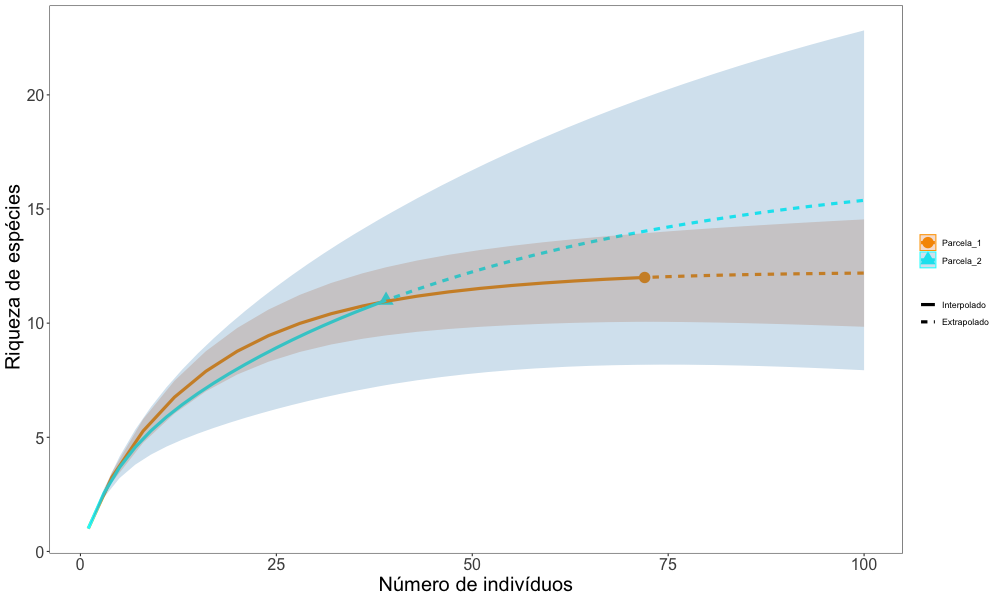 Riqueza de espécies
20
15
10
5
0
0 25 50 75 100
Número de indivíduos
Parcela_1
Parcela_2
Interpolado
Extrapolado